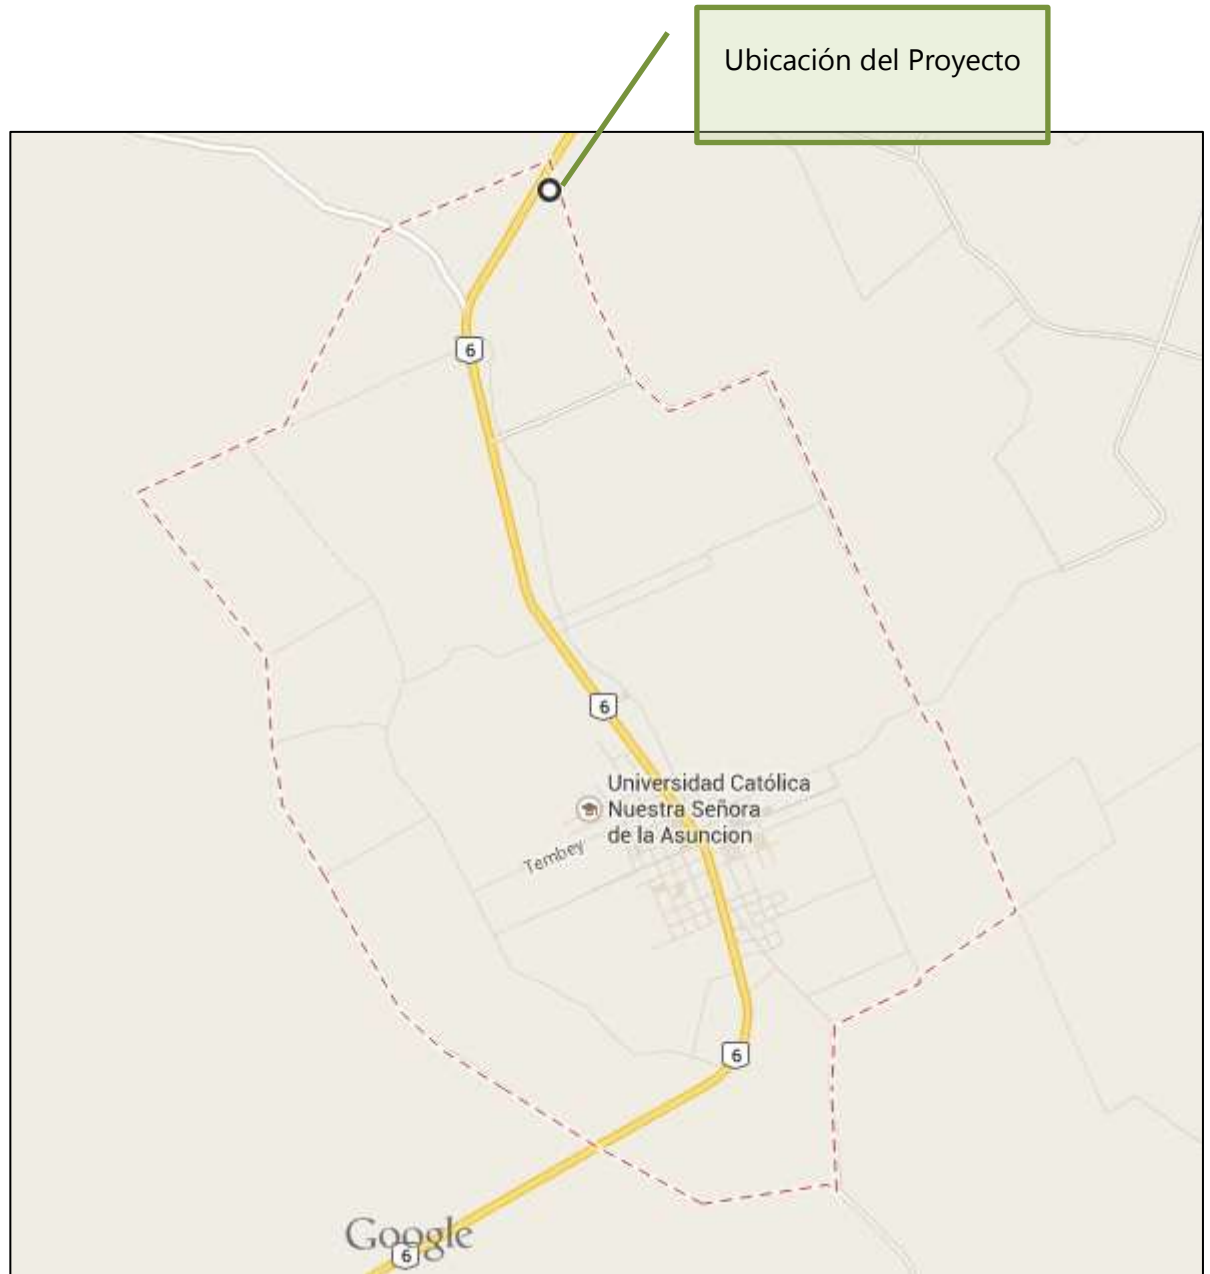 Ubicación del Proyecto
6
6
Universidad Católica
Nuestra Señora
de la Asuncion
Tembey
6
Google
6